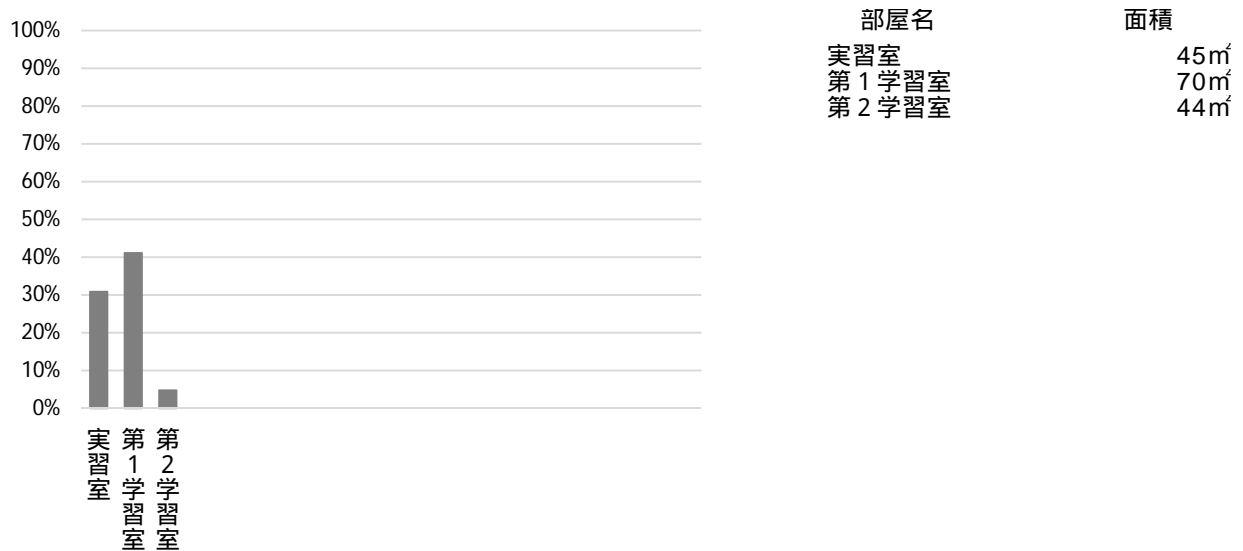 100%
90%
80%
70%
60%
50%
40%
30%
20%
10%
0%
実習室
第1学習室
第2学習室
部屋名 面積
実習室 45㎡
第1学習室 70㎡
第2学習室 44㎡